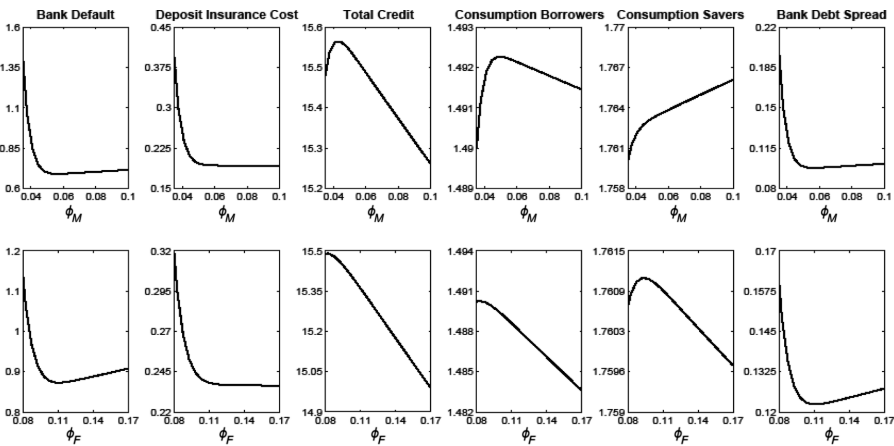 Bank Default
Deposit Insurance Cost
Total Credit
Consumption Borrowers
Consumption Savers
Bank Debt Spread
1.6
1.35
1.1
0.85
0.6
0.04 0.06 0.08 0.1
ϕM
0.45
0.375
0.3
0.225
0.15
0.04 0.06 0.08 0.1
ϕM
15.6
15.5
15.4
15.3
15.2
0.04 0.06 0.08 0.1
ϕM
1.493
1.492
1.491
1.49
1.489
0.04 0.06 0.08 0.1
ϕM
1.77
1.767
1.764
1.761
1.758
0.04 0.06 0.08 0.1
ϕM
0.22
0.185
0.15
0.115
0.08
0.04 0.06 0.08 0.1
ϕM
1.2
1.1
1
0.9
0.8
0.08 0.11 0.14 0.17
ϕF
0.32
0.295
0.27
0.245
0.22
0.08 0.11 0.14 0.17
ϕF
15.5
15.35
15.2
15.05
14.9
0.08 0.11 0.14 0.17
ϕF
1.494
1.491
1.488
1.485
1.482
0.08 0.11 0.14 0.17
ϕF
1.7615
1.7609
1.7603
1.7596
1.759
0.08 0.11 0.14 0.17
ϕF
0.17
0.1575
0.145
0.1325
0.12
0.08 0.11 0.14 0.17
ϕF